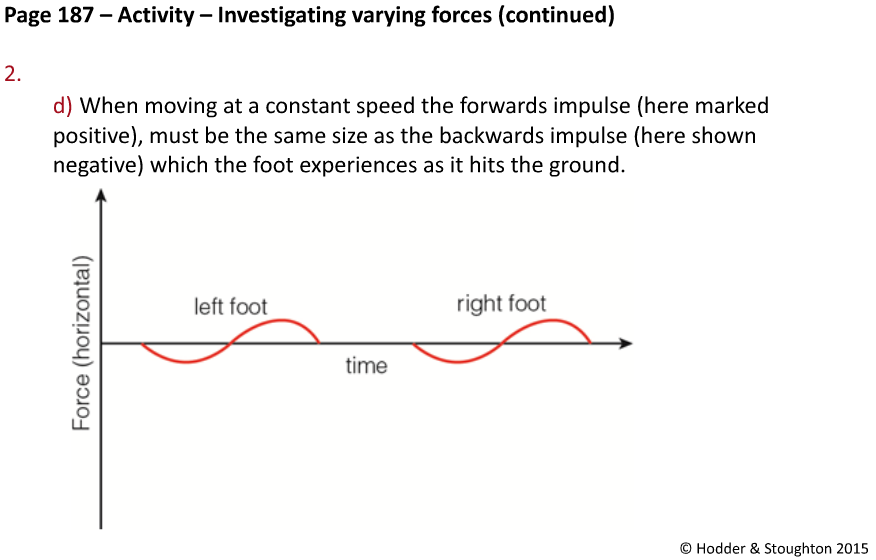 Page 187 – Activity – Investigating varying forces (continued)
2.
d) When moving at a constant speed the forwards impulse (here marked
positive), must be the same size as the backwards impulse (here shown
negative) which the foot experiences as it hits the ground.
Force (horizontal)
left foot
right foot
time
© Hodder & Stoughton 2015